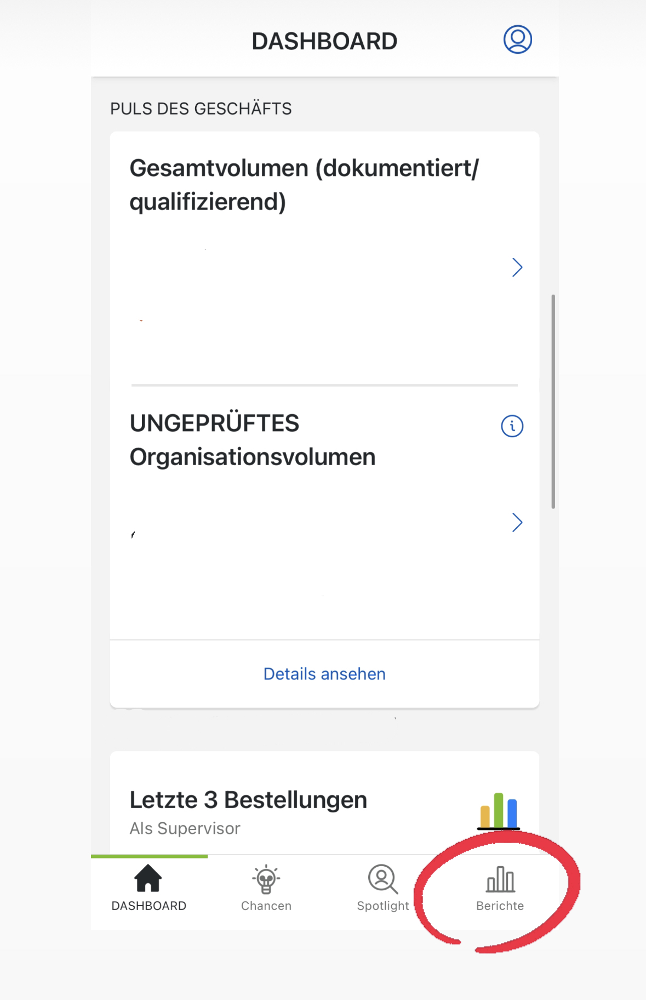 DASHBOARD
PULS DES GESCHÄFTS
Gesamtvolumen (dokumentiert/
qualifizierend)
UNGEPRÜFTES
Organisationsvolumen
Details ansehen
Letzte 3 Bestellungen
Als Supervisor
DASHBOARD
Chancen
Spotlight
Berichte